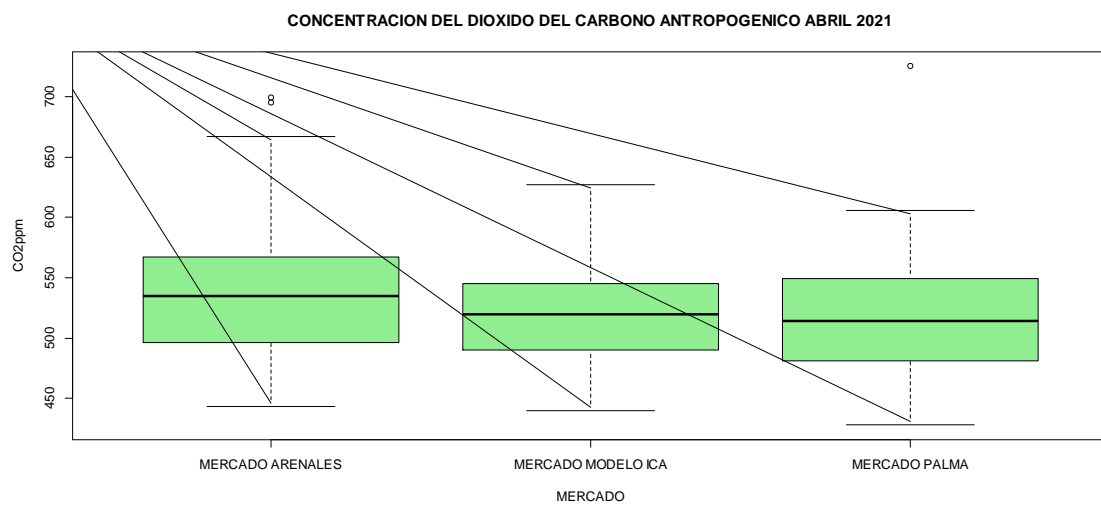 CONCENTRACION DEL DIOXIDO DEL CARBONO ANTROPOGENICO ABRIL 2021
CO2ppm
700
650
600
550
500
450
MERCADO ARENALES MERCADO MODELO ICA MERCADO PALMA
MERCADO